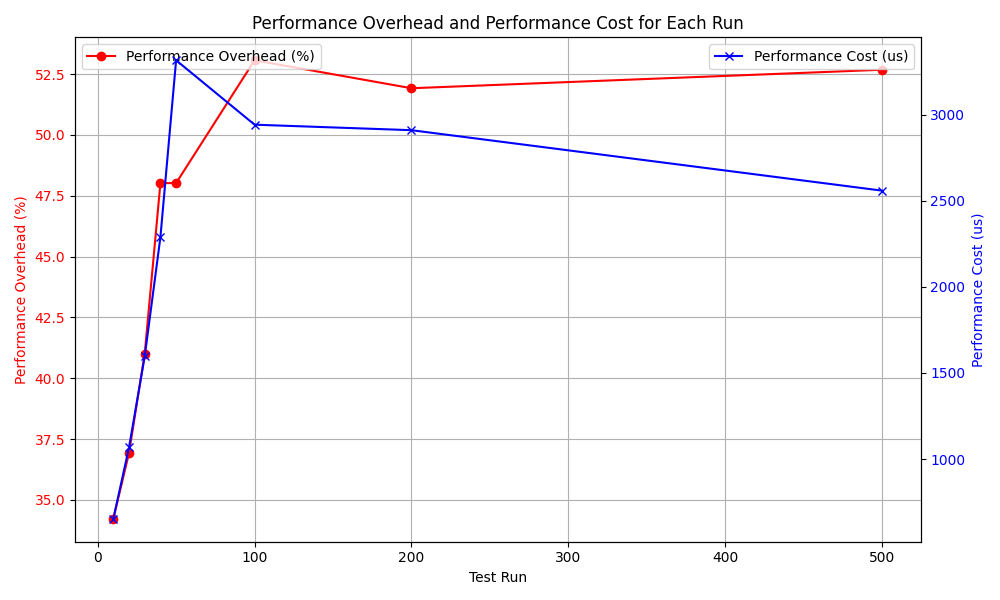 Performance Overhead and Performance Cost for Each Run
Performance Overhead (%)
Performance Cost (us)
Performance Overhead (%)
52.5
50.0
47.5
45.0
42.5
40.0
37.5
35.0
3000
2500
2000
1500
1000
Performance Cost (us)
0 100 200 300 400 500
Test Run